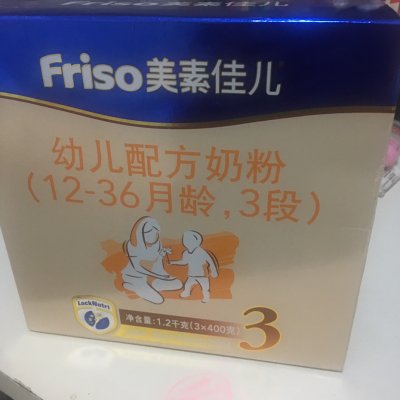 Friso美素佳儿
幼儿配方奶粉
(12-36月龄,3段)
LockNutri
净含量:1.2千克(3×400克)
3